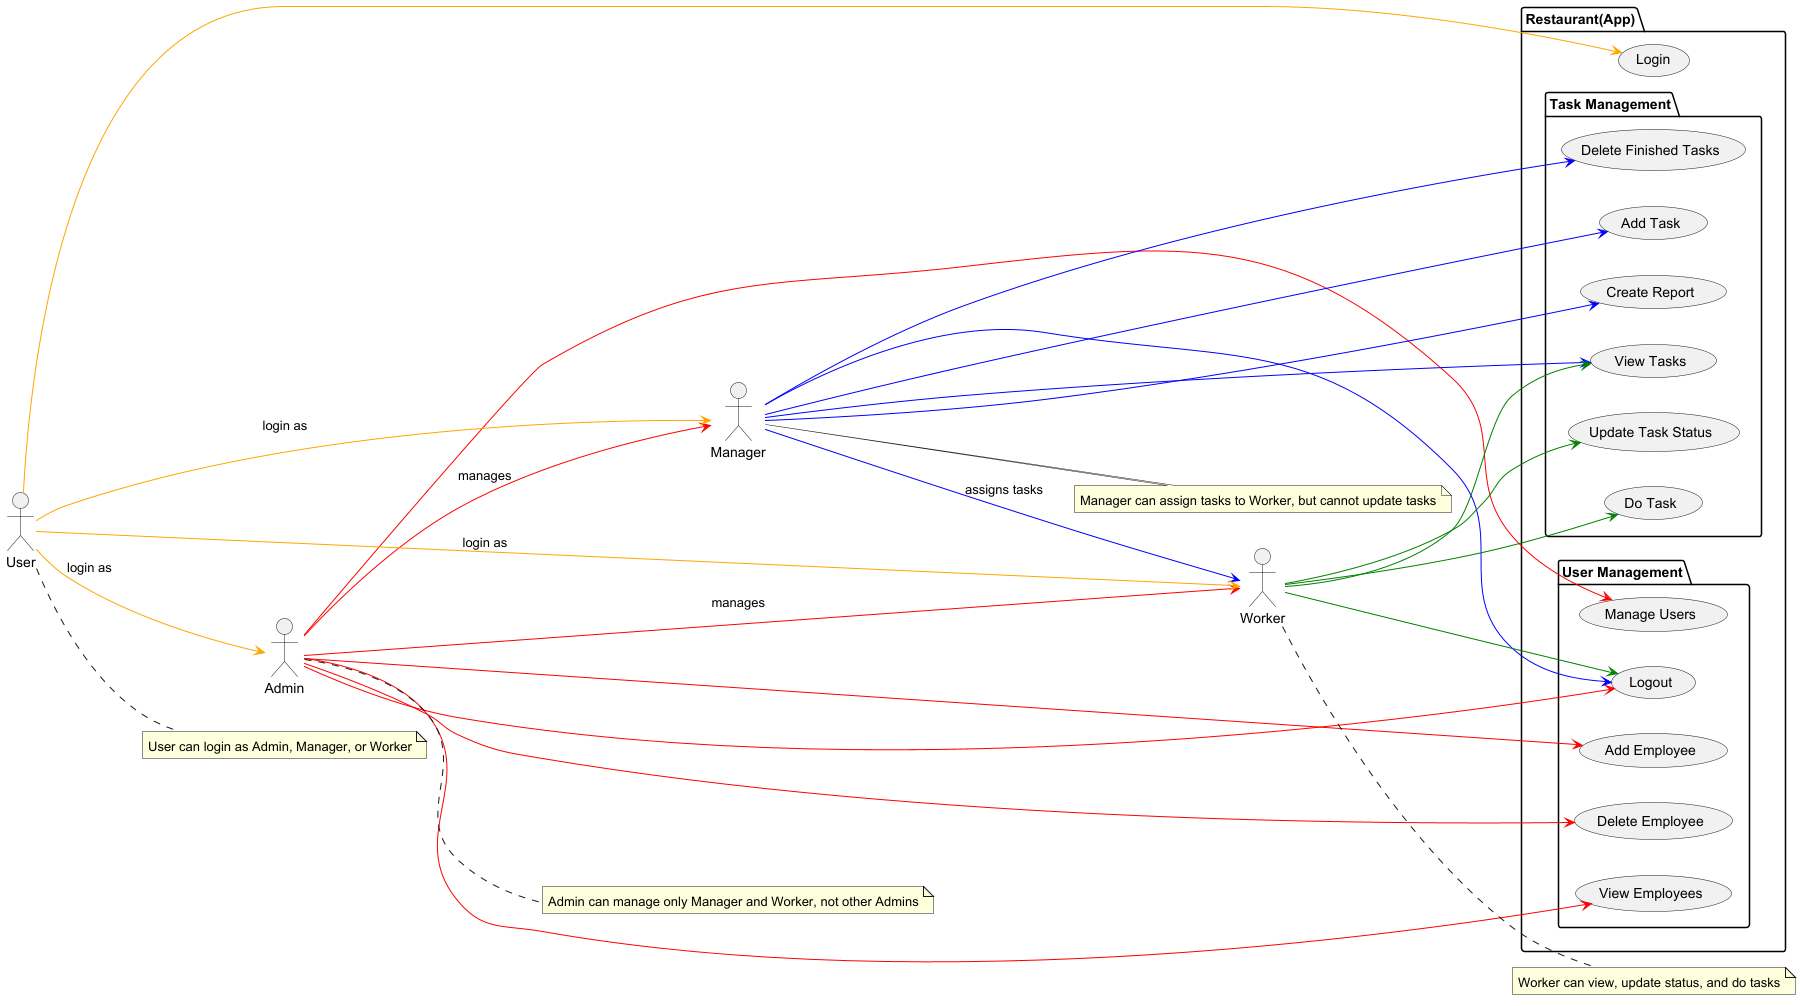 Restaurant(App)
Login
Task Management
Delete Finished Tasks
Add Task
Create Report
View Tasks
login as
Update Task Status
Manager
manages
assigns tasks
Manager can assign tasks to Worker, but cannot update tasks
Do Task
login as
User
login as
User Management
manages
Worker
Manage Users
Admin
Logout
User can login as Admin, Manager, or Worker
Add Employee
Delete Employee
View Employees
Admin can manage only Manager and Worker, not other Admins
Worker can view, update status, and do tasks